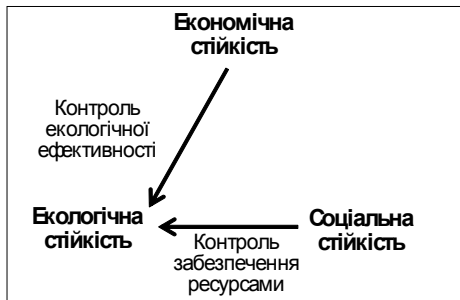 Економічна
стійкість
Контроль
екологічної
ефективності
Екологічна
стійкість
Соціальна
стійкість
Контроль
забезпечення
ресурсами